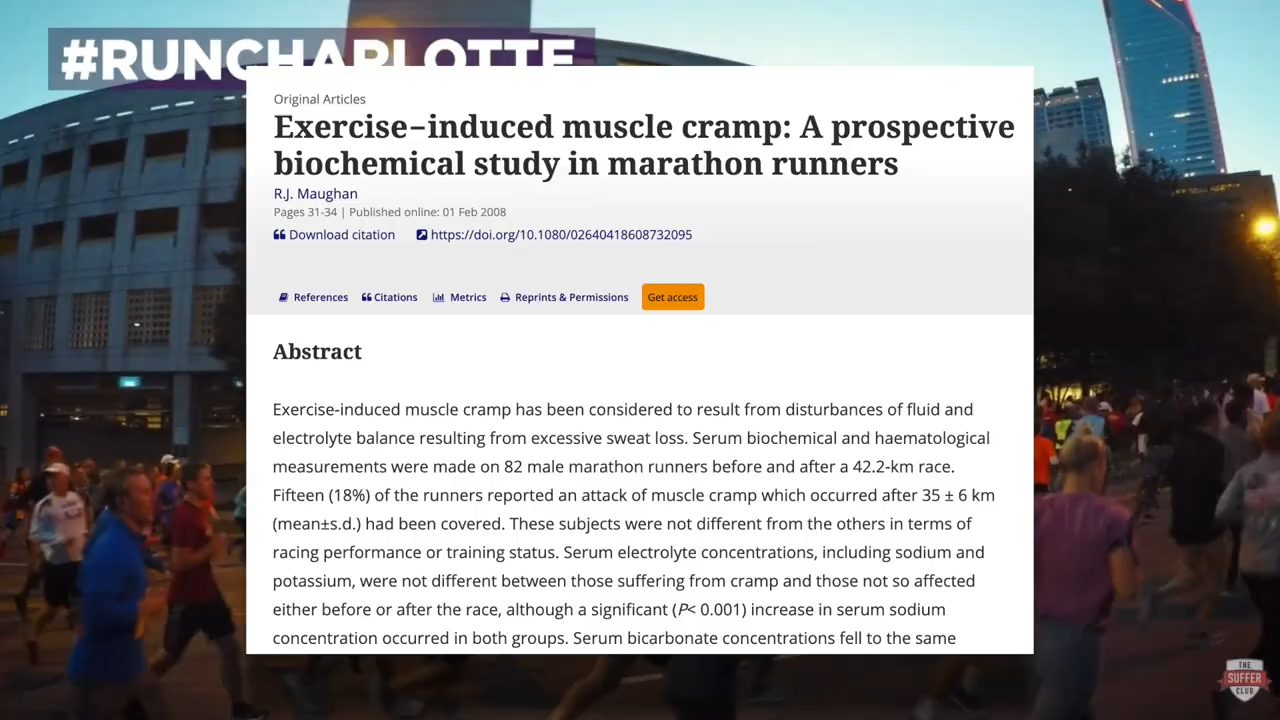 #RUNCHARLOTTE
Original Articles
Exercise–induced muscle cramp: A prospective
biochemical study in marathon runners
R.J. Maughan
Pages 31-34 | Published online: 01 Feb 2008
Download citation https://doi.org/10.1080/02640418608732095
References Citations Metrics Reprints & Permissions Get access
Abstract
Exercise-induced muscle cramp has been considered to result from disturbances of fluid and
electrolyte balance resulting from excessive sweat loss. Serum biochemical and haematological
measurements were made on 82 male marathon runners before and after a 42.2-km race.
Fifteen (18%) of the runners reported an attack of muscle cramp which occurred after 35 ± 6 km
(mean±s.d.) had been covered. These subjects were not different from the others in terms of
racing performance or training status. Serum electrolyte concentrations, including sodium and
potassium, were not different between those suffering from cramp and those not so affected
either before or after the race, although a significant (P< 0.001) increase in serum sodium
concentration occurred in both groups. Serum bicarbonate concentrations fell to the same
THE
SUFFER
CLUB